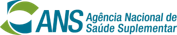 ANS Agência Nacional de
Saúde Suplementar